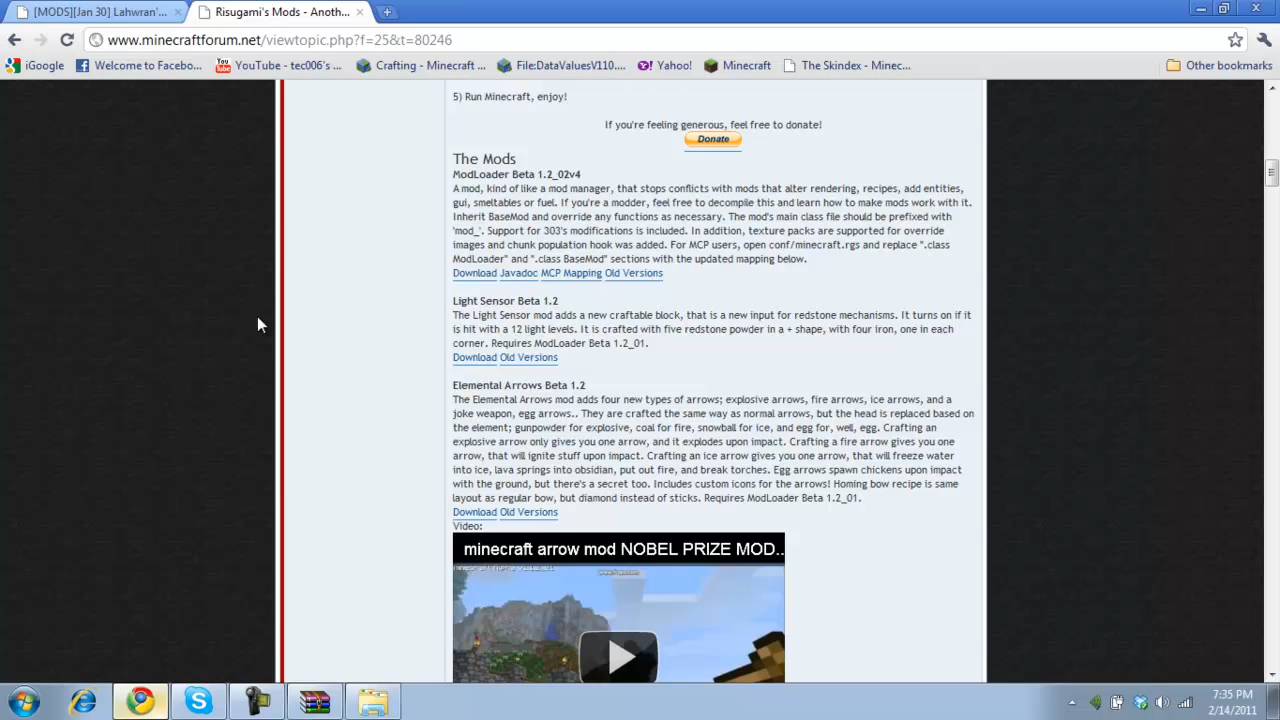 [MODS][Jan 30] Lahwran'...
Risugami's Mods - Anoth...
www.minecraftforum.net/viewtopic.php?f=25&t=80246
iGoogle
Welcome to Facebo...
YouTube - tec006's ...
Crafting - Minecraft ...
File:DataValuesV110....
Yahoo!
Minecraft
The Skindex - Minec...
Other bookmarks
5) Run Minecraft, enjoy!
If you're feeling generous, feel free to donate!
Donate
The Mods
ModLoader Beta 1.2_02v4
A mod, kind of like a mod manager, that stops conflicts with mods that alter rendering, recipes, add entities,
gui, smeltables or fuel. If you're a modder, feel free to decompile this and learn how to make mods work with it.
Inherit BaseMod and override any functions as necessary. The mod's main class file should be prefixed with
'mod_'. Support for 303's modifications is included. In addition, texture packs are supported for override
images and chunk population hook was added. For MCP users, open conf/minecraft.rgs and replace ".class
ModLoader" and ".class BaseMod" sections with the updated mapping below.
Download Javadoc MCP Mapping Old Versions
Light Sensor Beta 1.2
The Light Sensor mod adds a new craftable block, that is a new input for redstone mechanisms. It turns on if it
is hit with a 12 light levels. It is crafted with five redstone powder in a + shape, with four iron, one in each
corner. Requires ModLoader Beta 1.2_01.
Download Old Versions
Elemental Arrows Beta 1.2
The Elemental Arrows mod adds four new types of arrows; explosive arrows, fire arrows, ice arrows, and a
joke weapon, egg arrows.. They are crafted the same way as normal arrows, but the head is replaced based on
the element; gunpowder for explosive, coal for fire, snowball for ice, and egg for, well, egg. Crafting an
explosive arrow only gives you one arrow, and it explodes upon impact. Crafting a fire arrow gives you one
arrow, that will ignite stuff upon impact. Crafting an ice arrow gives you one arrow, that will freeze water
into ice, lava springs into obsidian, put out fire, and break torches. Egg arrows spawn chickens upon impact
with the ground, but there's a secret too. Includes custom icons for the arrows! Homing bow recipe is same
layout as regular bow, but diamond instead of sticks. Requires ModLoader Beta 1.2_01.
Download Old Versions
Video:
minecraft arrow mod NOBEL PRIZE MOD...
7:35 PM
2/14/2011